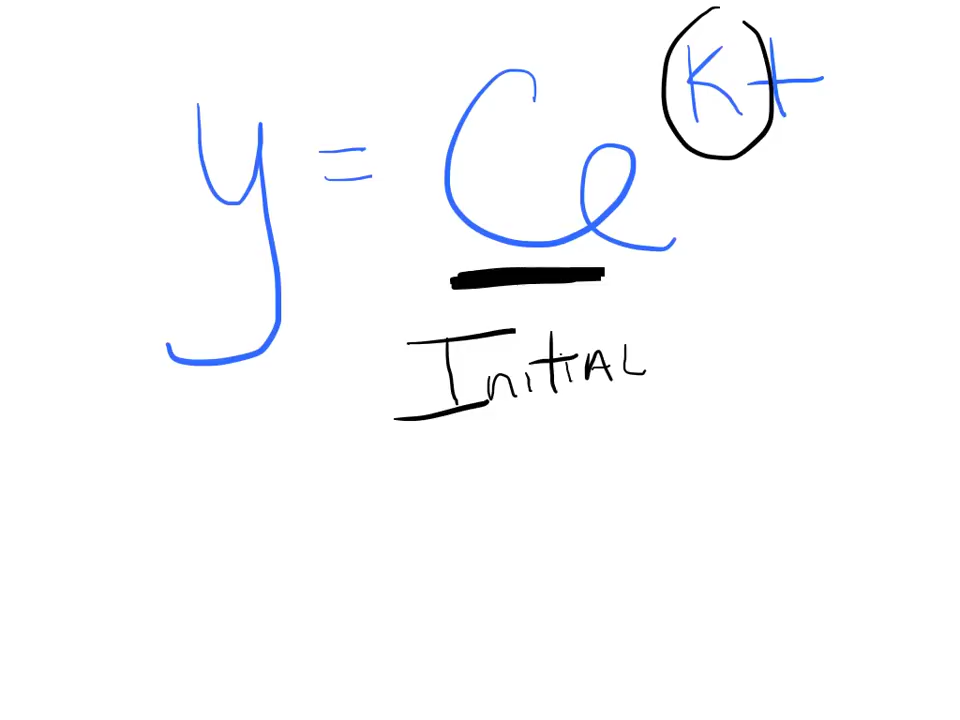 y = Ce^{Kt}
INITIAL